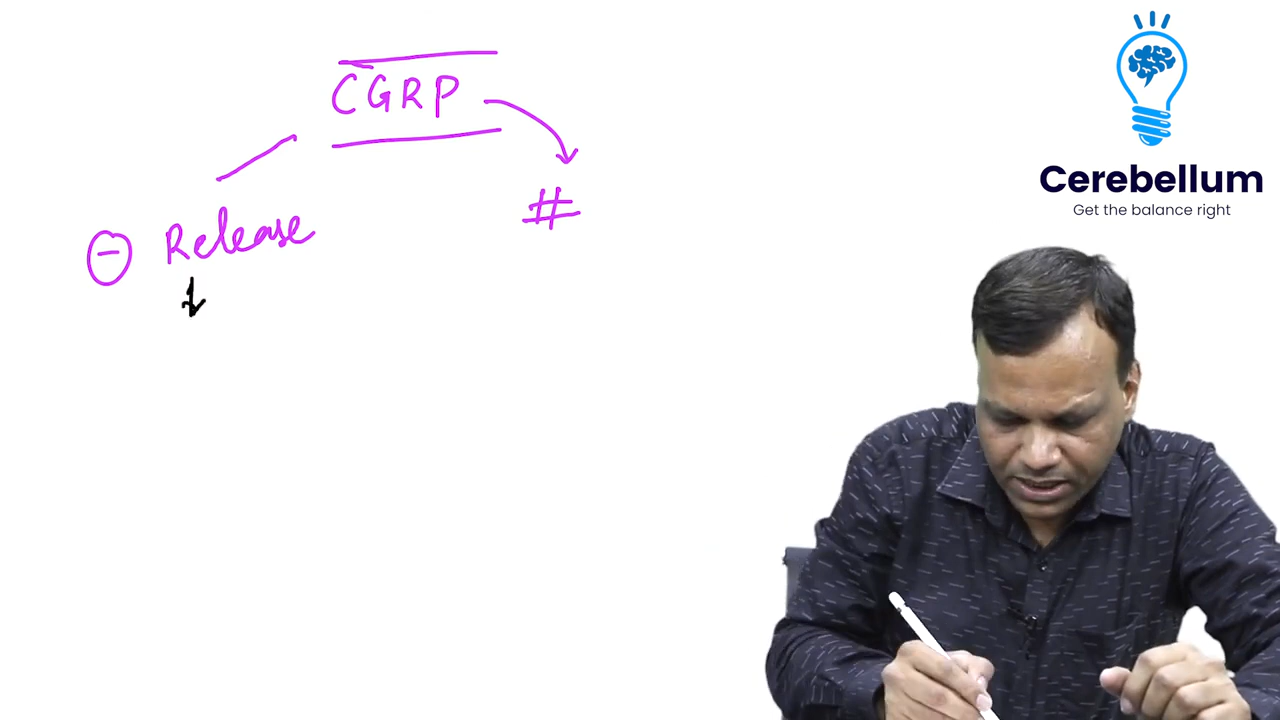 CGRP
#
⊖ Release
↓
Cerebellum
Get the balance right